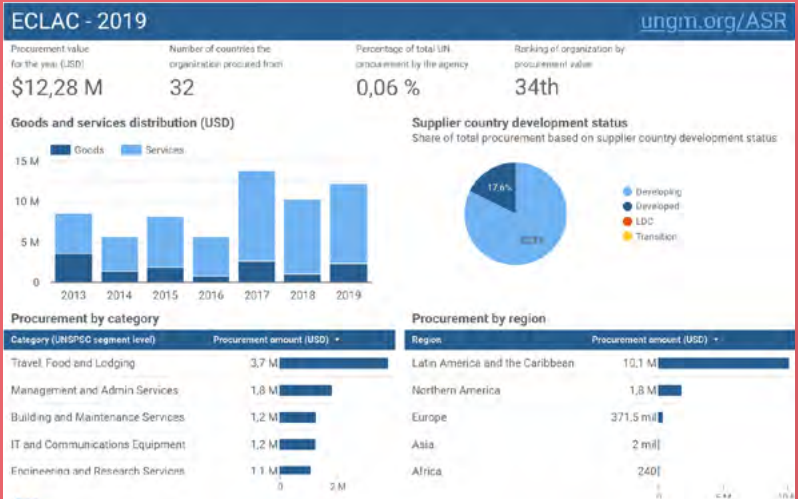 ECLAC - 2019
ungm.org/ASR
Procurement value
for the year (USD)
$12,28 M
Number of countries the
organization procured from
32
Percentage of total UN
procurement by the agency
0,06 %
Ranking of organization by
procurement value
34th
Goods and services distribution (USD)
Goods
Services
15 M
10 M
5 M
0
2013 2014 2015 2016 2017 2018 2019
Supplier country development status
Share of total procurement based on supplier country development status
17,6%
Developing
Developed
LDC
Transition
Procurement by category
Category (UNSPSC segment level) Procurement amount (USD)
Travel, Food and Lodging 3,7 M
Management and Admin Services 1,8 M
Building and Maintenance Services 1,2 M
IT and Communications Equipment 1,2 M
Engineering and Research Services 1,1 M
0 2 M
Procurement by region
Region Procurement amount (USD)
Latin America and the Caribbean 10,1 M
Northern America 1,8 M
Europe 371,5 mil
Asia 2 mil
Africa 240